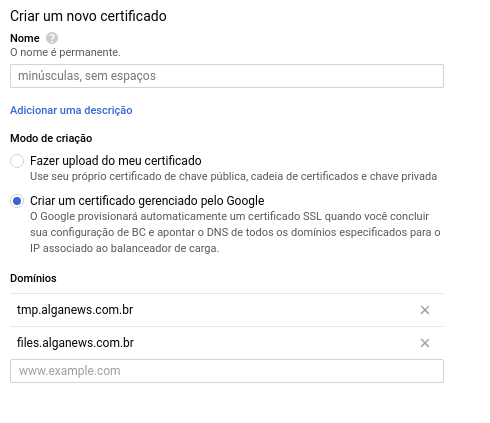 Criar um novo certificado
Nome ?
O nome é permanente.
minúsculas, sem espaços
Adicionar uma descrição
Modo de criação
Fazer upload do meu certificado
Use seu próprio certificado de chave pública, cadeia de certificados e chave privada
Criar um certificado gerenciado pelo Google
O Google provisionará automaticamente um certificado SSL quando você concluir
sua configuração de BC e apontar o DNS de todos os domínios especificados para o
IP associado ao balanceador de carga.
Domínios
tmp.alganews.com.br
files.alganews.com.br
www.example.com